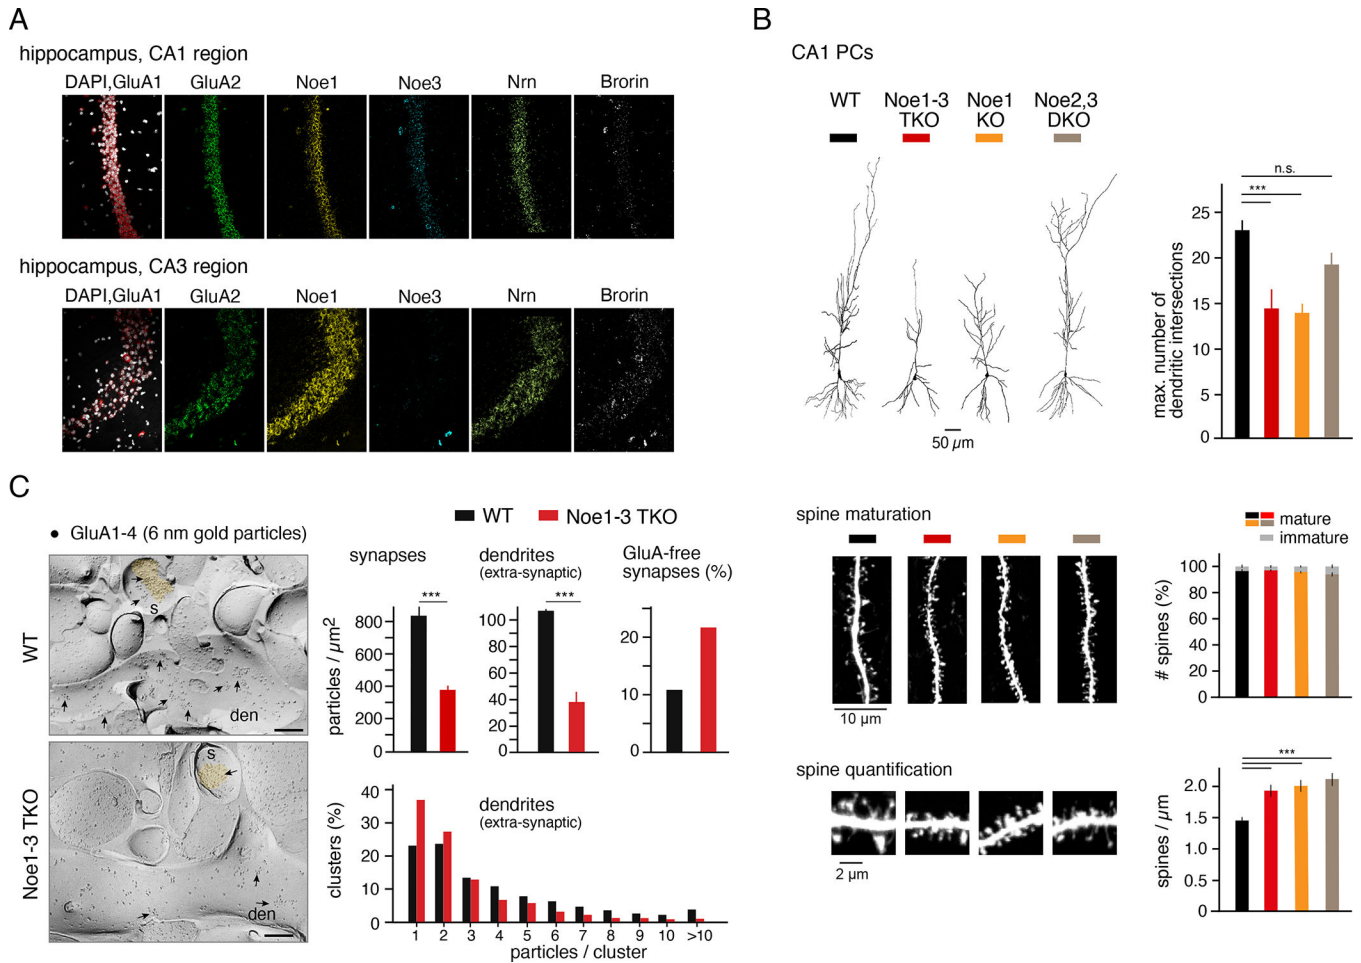 A
hippocampus, CA1 region
DAPI,GluA1 GluA2 Noe1 Noe3 Nrn Brorin
hippocampus, CA3 region
DAPI,GluA1 GluA2 Noe1 Noe3 Nrn Brorin
B
CA1 PCs
WT Noe1-3 TKO Noe1 KO Noe2,3 DKO
50 µm
n.s.
***
max. number of
dendritic intersections
25
20
15
10
5
0
spine maturation
10 µm
mature
immature
# spines (%)
100
80
60
40
20
0
spine quantification
2 µm
***
spines / µm
2.0
1.5
1.0
0.5
0
C
● GluA1-4 (6 nm gold particles)
WT
s
den
Noe1-3 TKO
s
den
WT Noe1-3 TKO
synapses
***
particles / µm2
800
600
400
200
0
dendrites
(extra-synaptic)
***
100
80
60
40
20
0
GluA-free
synapses (%)
20
10
0
dendrites
(extra-synaptic)
clusters (%)
40
30
20
10
0
1 2 3 4 5 6 7 8 9 10 >10
particles / cluster